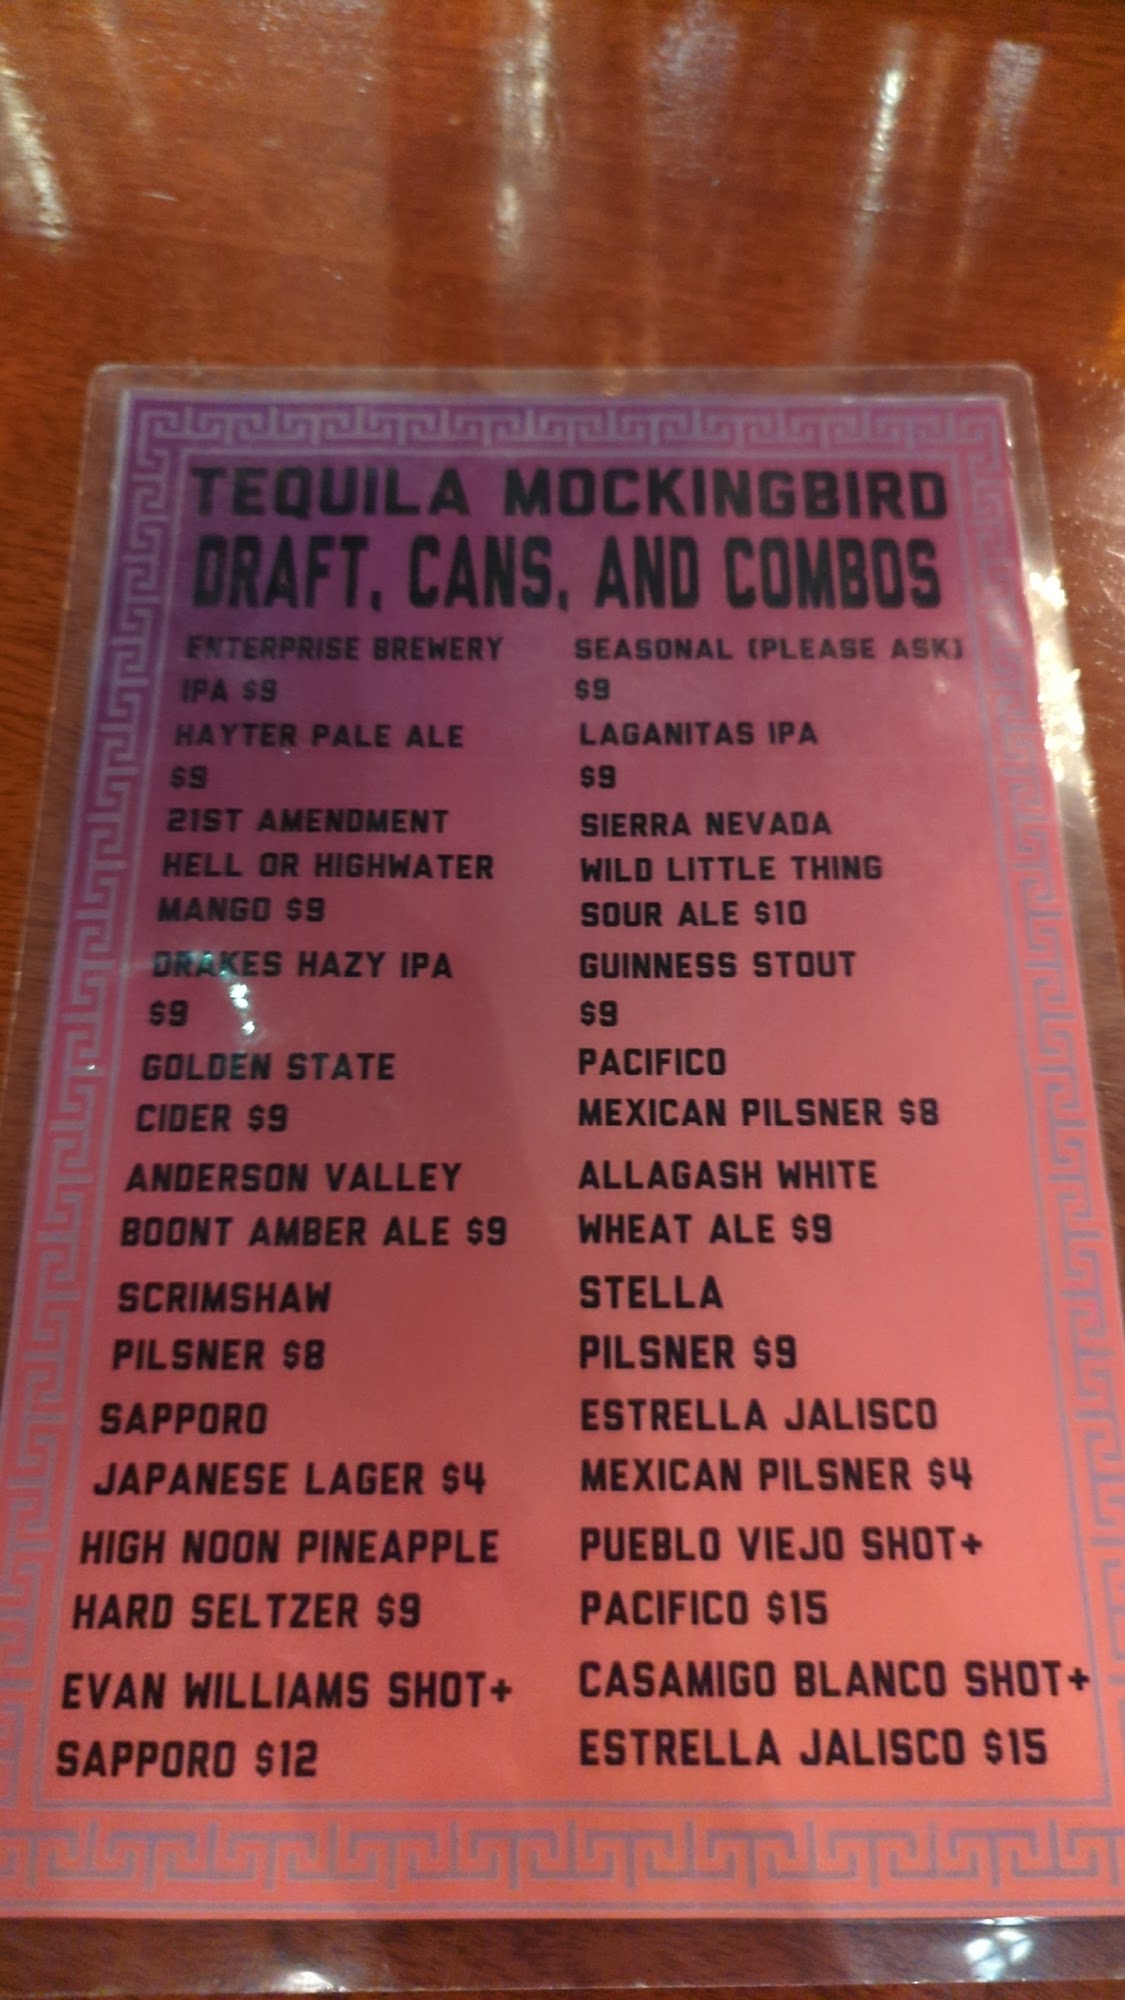 TEQUILA MOCKINGBIRD
DRAFT, CANS, AND COMBOS
ENTERPRISE BREWERY
IPA $9
HAYTER PALE ALE
$9
21ST AMENDMENT
HELL OR HIGHWATER
MANGO $9
DRAKES HAZY IPA
$9
GOLDEN STATE
CIDER $9
ANDERSON VALLEY
BOONT AMBER ALE $9
SCRIMSHAW
PILSNER $8
SAPPORO
JAPANESE LAGER $4
HIGH NOON PINEAPPLE
HARD SELTZER $9
EVAN WILLIAMS SHOT+
SAPPORO $12
SEASONAL (PLEASE ASK)
$9
LAGANITAS IPA
$9
SIERRA NEVADA
WILD LITTLE THING
SOUR ALE $10
GUINNESS STOUT
$9
PACIFICO
MEXICAN PILSNER $8
ALLAGASH WHITE
WHEAT ALE $9
STELLA
PILSNER $9
ESTRELLA JALISCO
MEXICAN PILSNER $4
PUEBLO VIEJO SHOT+
PACIFICO $15
CASAMIGO BLANCO SHOT+
ESTRELLA JALISCO $15